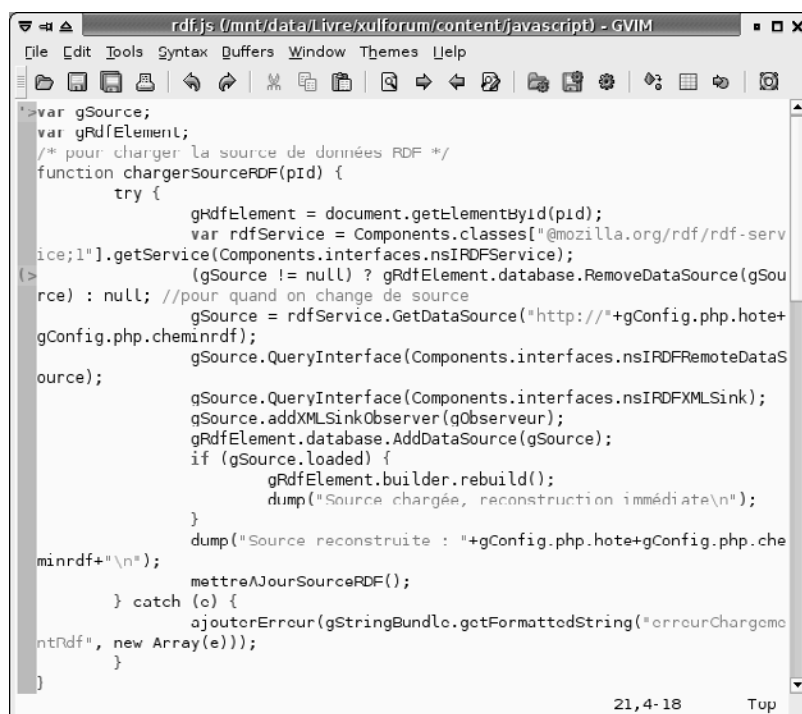 rdf.js (/mnt/data/Livre/xulforum/content/javascript) - GVIM
File Edit Tools Syntax Buffers Window Themes Help
'>var gSource;
var gRdfElement;
/* pour charger la source de données RDF */
function chargerSourceRDF(pId) {
try {
gRdfElement = document.getElementById(pId);
var rdfService = Components.classes["@mozilla.org/rdf/rdf-serv
ice;1"].getService(Components.interfaces.nsIRDFService);
(> (gSource != null) ? gRdfElement.database.RemoveDataSource(gSou
rce) : null; //pour quand on change de source
gSource = rdfService.GetDataSource("http://"+gConfig.php.hote+
gConfig.php.cheminrdf);
gSource.QueryInterface(Components.interfaces.nsIRDFRemoteDataS
ource);
gSource.QueryInterface(Components.interfaces.nsIRDFXMLSink);
gSource.addXMLSinkObserver(gObserveur);
gRdfElement.database.AddDataSource(gSource);
if (gSource.loaded) {
gRdfElement.builder.rebuild();
dump("Source chargée, reconstruction immédiate\n");
}
dump("Source reconstruite : "+gConfig.php.hote+gConfig.php.che
minrdf+"\n");
mettreAJourSourceRDF();
} catch (e) {
ajouterErreur(gStringBundle.getFormattedString("erreurChargeme
ntRdf", new Array(e)));
}
}
21,4-18 Top